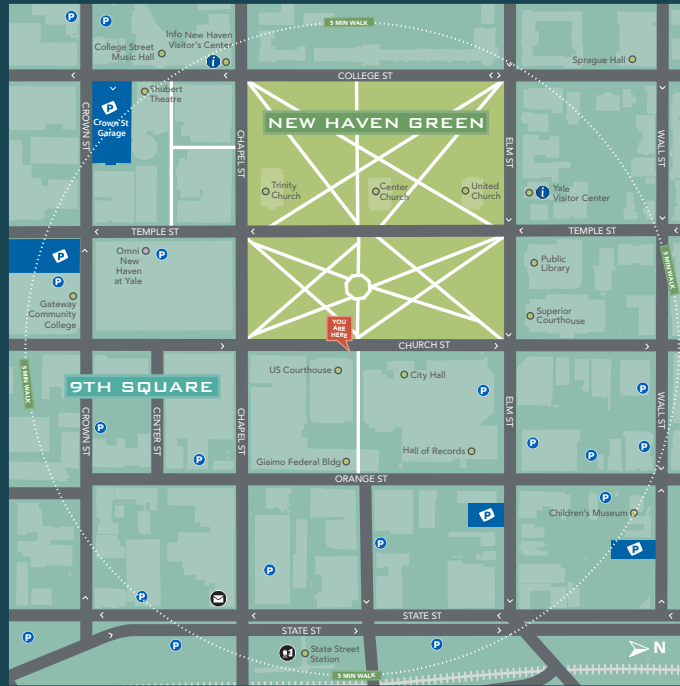 5 MIN WALK
P
P
Info New Haven
Visitor's Center
i
College Street
Music Hall
Sprague Hall
COLLEGE ST
Shubert
Theatre
P
Crown St
Garage
CROWN ST
CHAPEL ST
NEW HAVEN GREEN
ELM ST
WALL ST
Trinity
Church
Center
Church
United
Church
i
Yale
Visitor Center
TEMPLE ST
TEMPLE ST
P
Omni
New
Haven
at Yale
P
P
Gateway
Community
College
Public
Library
5 MIN WALK
Superior
Courthouse
YOU
ARE
HERE
CHURCH ST
5 MIN WALK
9TH SQUARE
US Courthouse
City Hall
P
P
CROWN ST
CENTER ST
CHAPEL ST
ELM ST
WALL ST
P
P
P
P
P
Giaimo Federal Bldg
Hall of Records
ORANGE ST
P
P
Children's Museum
P
P
P
P
STATE ST
STATE ST
P
P
P
State Street
Station
N
5 MIN WALK